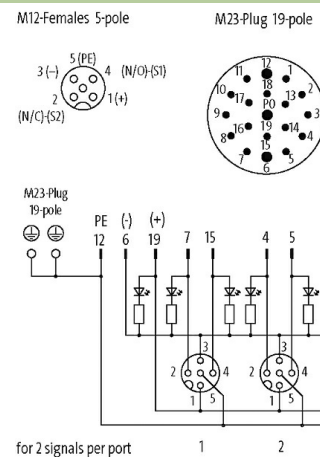 M12-Females 5-pole
M23-Plug 19-pole
5 (PE)
3 (–)
4 (N/O)-(S1)
2
1 (+)
(N/C)-(S2)
12
11
1
10
18
2
17
P0
13
9
3
16
19
14
8
4
15
7
5
6
M23-Plug
19-pole
PE (-) (+)
12 6 19 7 15 4 5
3 3
2 4 2 4
1 5 1 5
for 2 signals per port 1 2